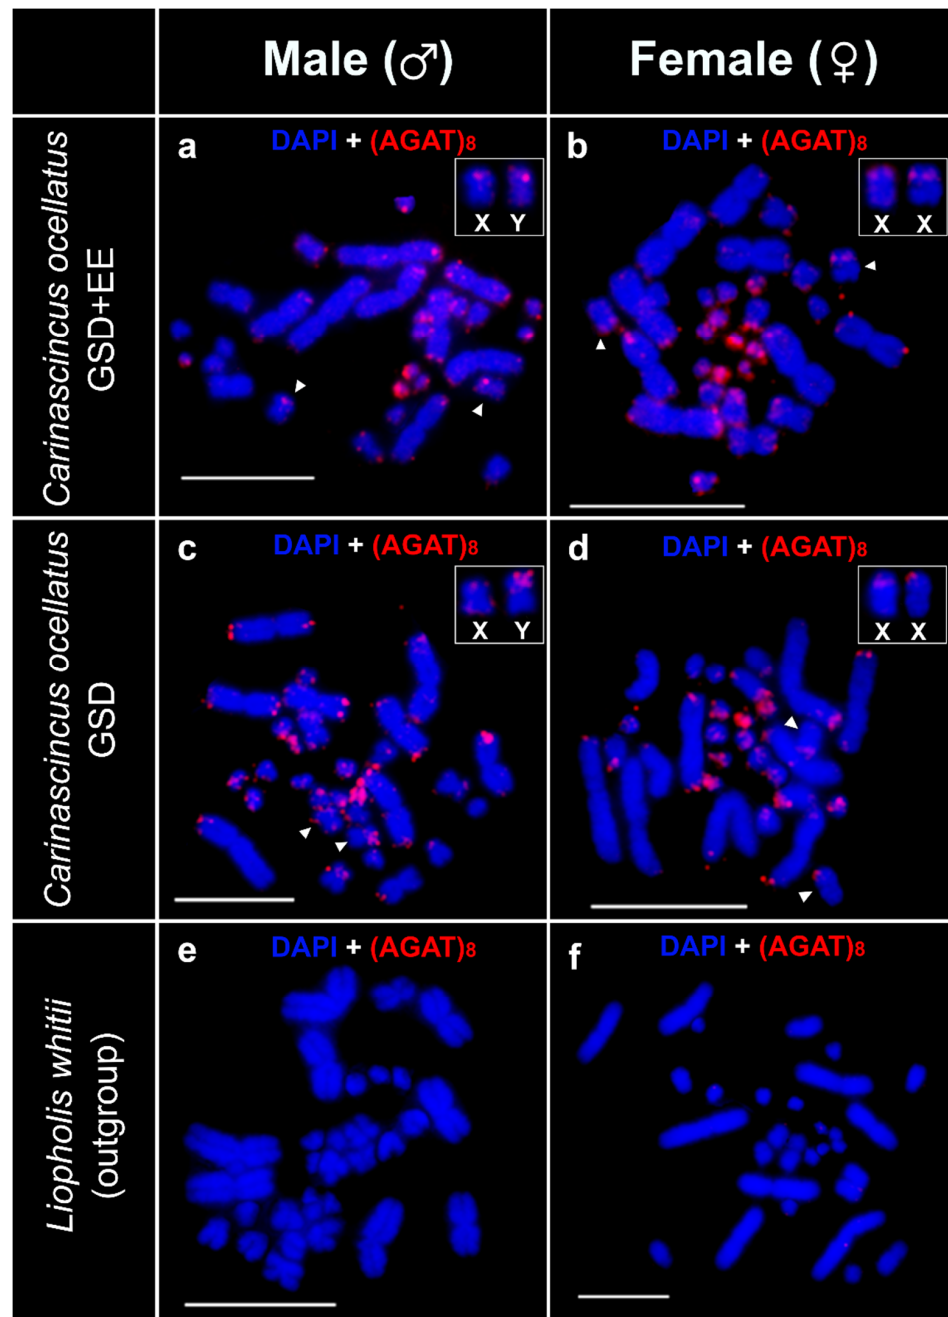 Male (♂)
Female (♀)
Carinascincus ocellatus
GSD+EE
a
DAPI + (AGAT)8
X Y
b
DAPI + (AGAT)8
X X
Carinascincus ocellatus
GSD
c
DAPI + (AGAT)8
X Y
d
DAPI + (AGAT)8
X X
Liopholis whitii
(outgroup)
e
DAPI + (AGAT)8
f
DAPI + (AGAT)8